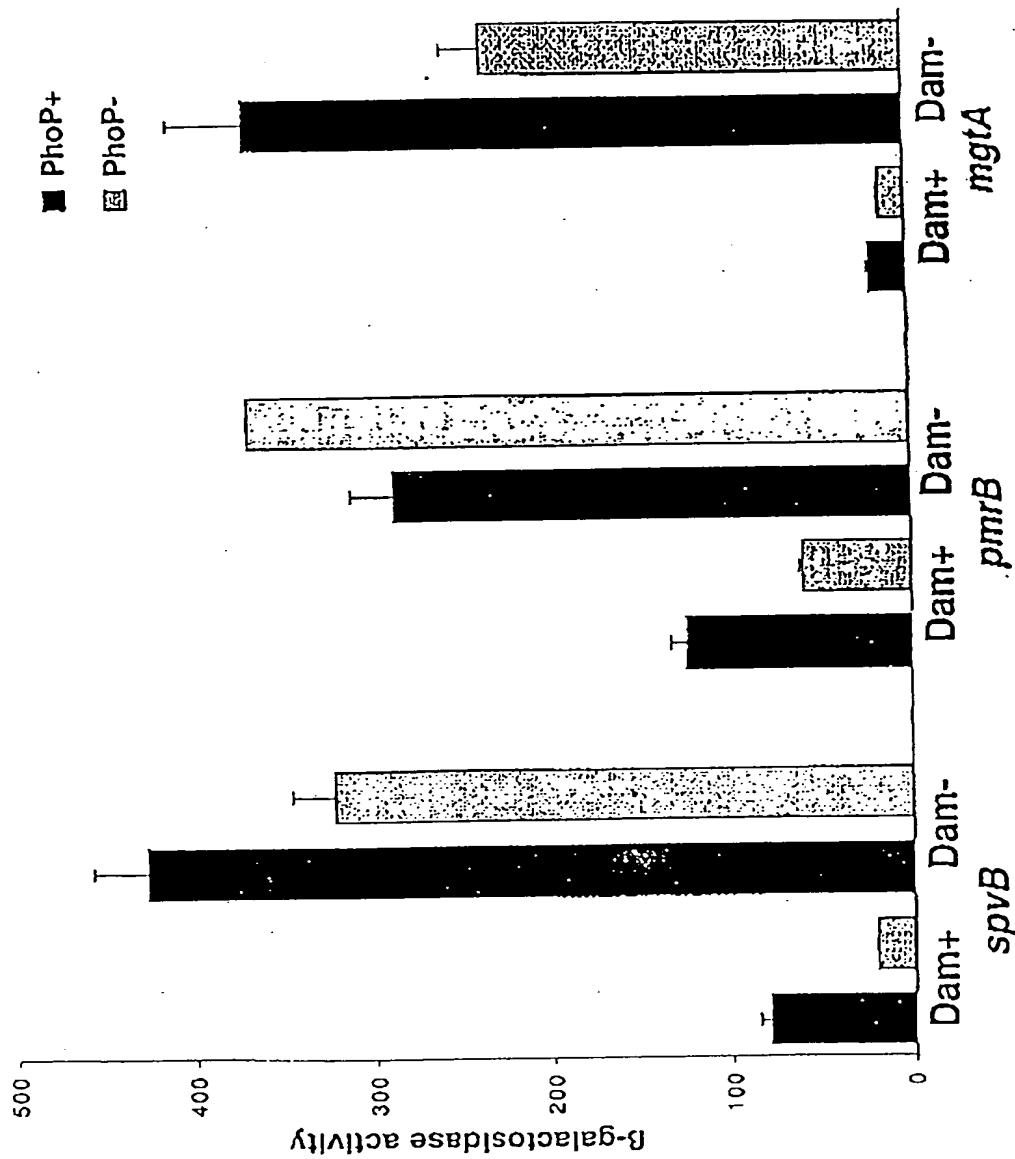 PhoP+
PhoP-
500
400
300
200
100
0
β-galactosidase activity
Dam+ Dam- Dam+ Dam- Dam+ Dam-
spvB pmrB mgtA